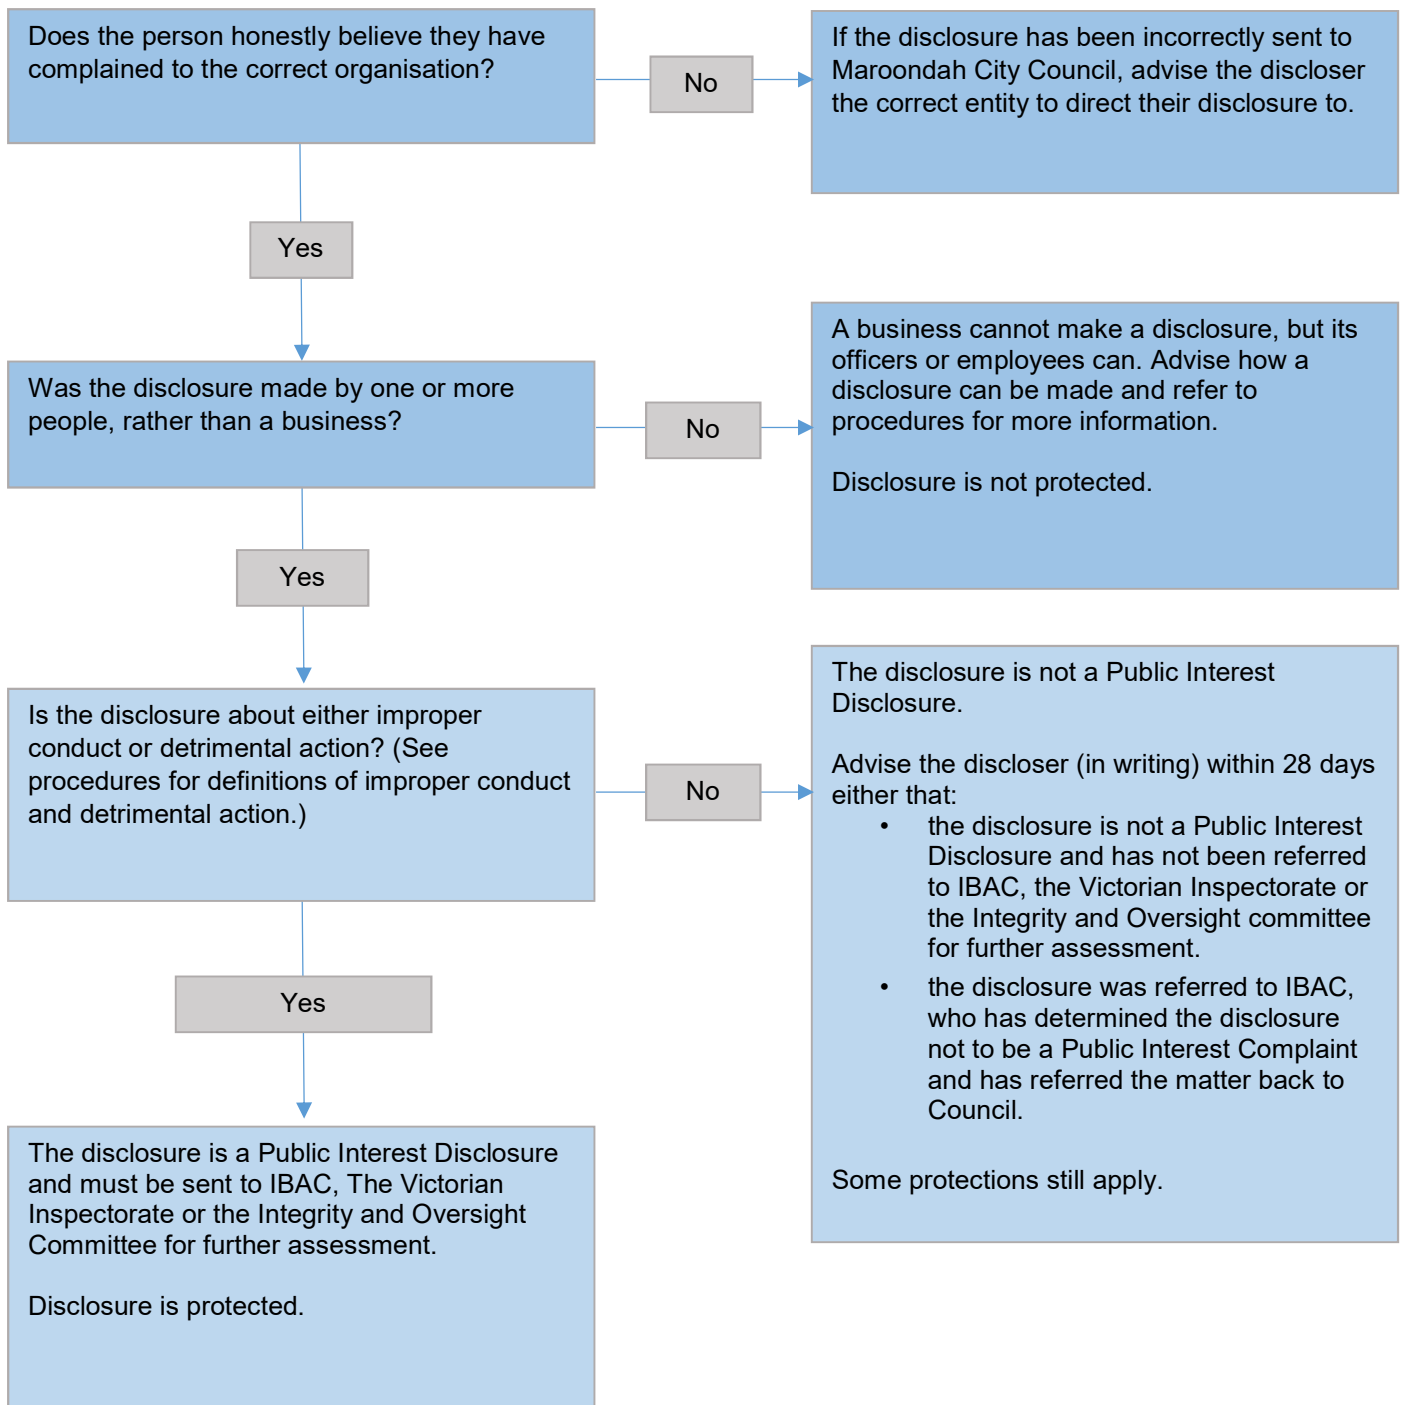 Does the person honestly believe they have
complained to the correct organisation?
No
If the disclosure has been incorrectly sent to
Maroondah City Council, advise the discloser
the correct entity to direct their disclosure to.
Yes
Was the disclosure made by one or more
people, rather than a business?
No
A business cannot make a disclosure, but its
officers or employees can. Advise how a
disclosure can be made and refer to
procedures for more information.
Disclosure is not protected.
Yes
Is the disclosure about either improper
conduct or detrimental action? (See
procedures for definitions of improper conduct
and detrimental action.)
No
The disclosure is not a Public Interest
Disclosure.
Advise the discloser (in writing) within 28 days
either that:
• the disclosure is not a Public Interest
Disclosure and has not been referred
to IBAC, the Victorian Inspectorate or
the Integrity and Oversight committee
for further assessment.
• the disclosure was referred to IBAC,
who has determined the disclosure
not to be a Public Interest Complaint
and has referred the matter back to
Council.
Some protections still apply.
Yes
The disclosure is a Public Interest Disclosure
and must be sent to IBAC, The Victorian
Inspectorate or the Integrity and Oversight
Committee for further assessment.
Disclosure is protected.